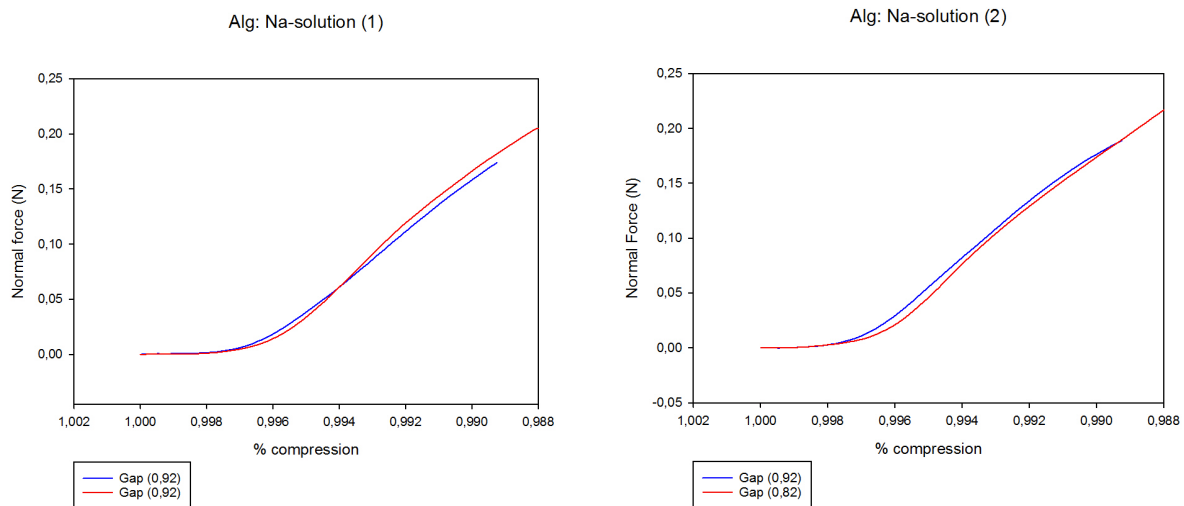 Alg: Na-solution (1)
0,25
0,20
0,15
0,10
0,05
0,00
Normal force (N)
1,002
1,000
0,998
0,996
0,994
0,992
0,990
0,988
% compression
Gap (0,92)
Gap (0,92)
Alg: Na-solution (2)
0,25
0,20
0,15
0,10
0,05
0,00
-0,05
Normal Force (N)
1,002
1,000
0,998
0,996
0,994
0,992
0,990
0,988
% compression
Gap (0,92)
Gap (0,82)